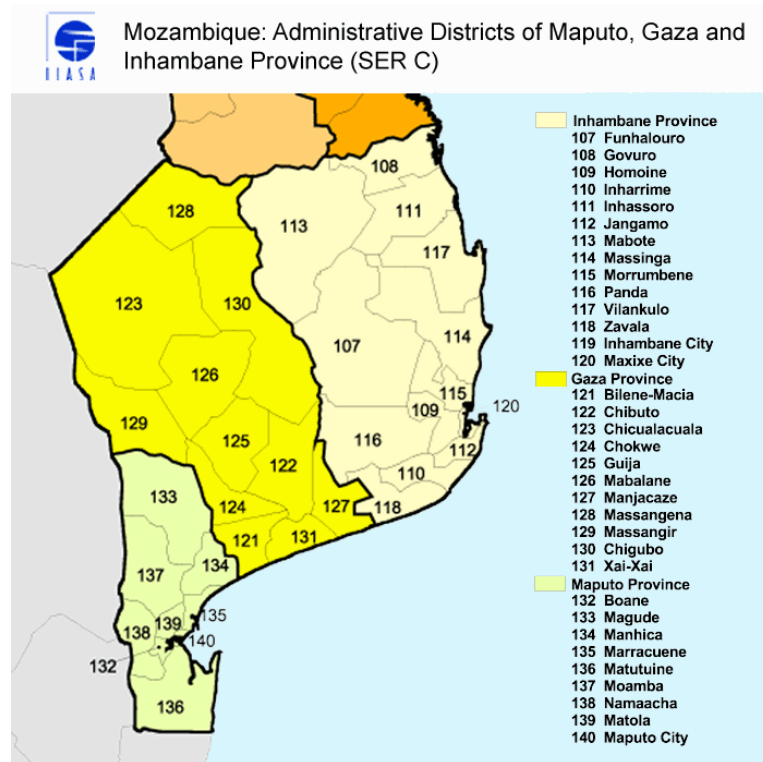 IIASA
Mozambique: Administrative Districts of Maputo, Gaza and
Inhambane Province (SER C)
Inhambane Province
107 Funhalouro
108 Govuro
109 Homoine
110 Inharrime
111 Inhassoro
112 Jangamo
113 Mabote
114 Massinga
115 Morrumbene
116 Panda
117 Vilankulo
118 Zavala
119 Inhambane City
120 Maxixe City
Gaza Province
121 Bilene-Macia
122 Chibuto
123 Chicualacuala
124 Chokwe
125 Guija
126 Mabalane
127 Manjacaze
128 Massangena
129 Massangir
130 Chigubo
131 Xai-Xai
Maputo Province
132 Boane
133 Magude
134 Manhica
135 Marracuene
136 Matutuine
137 Moamba
138 Namaacha
139 Matola
140 Maputo City
108
128
111
113
117
123
130
114
107
126
115
109
120
129
125
116
112
122
110
133
124
127
118
121
131
134
137
135
139
138
140
132
136